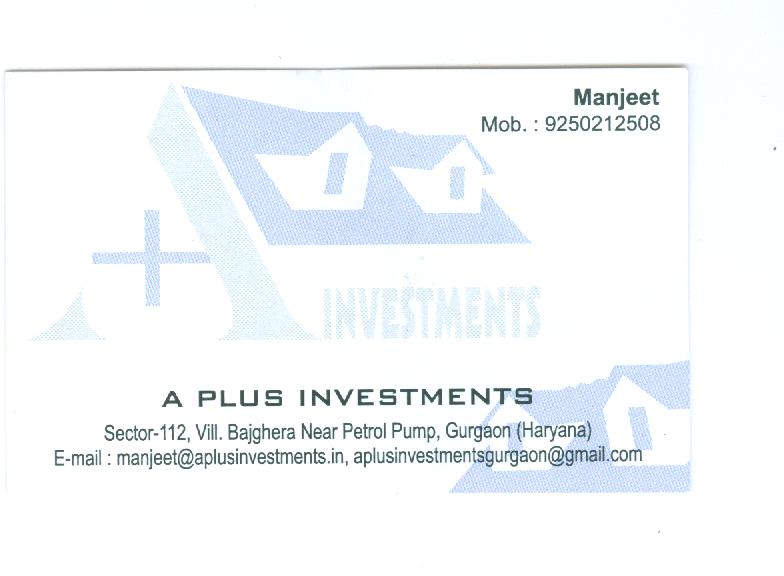 Manjeet
Mob. : 9250212508
A+
INVESTMENTS
A PLUS INVESTMENTS
Sector-112, Vill. Bajghera Near Petrol Pump, Gurgaon (Haryana)
E-mail : manjeet@aplusinvestments.in, aplusinvestmentsgurgaon@gmail.com